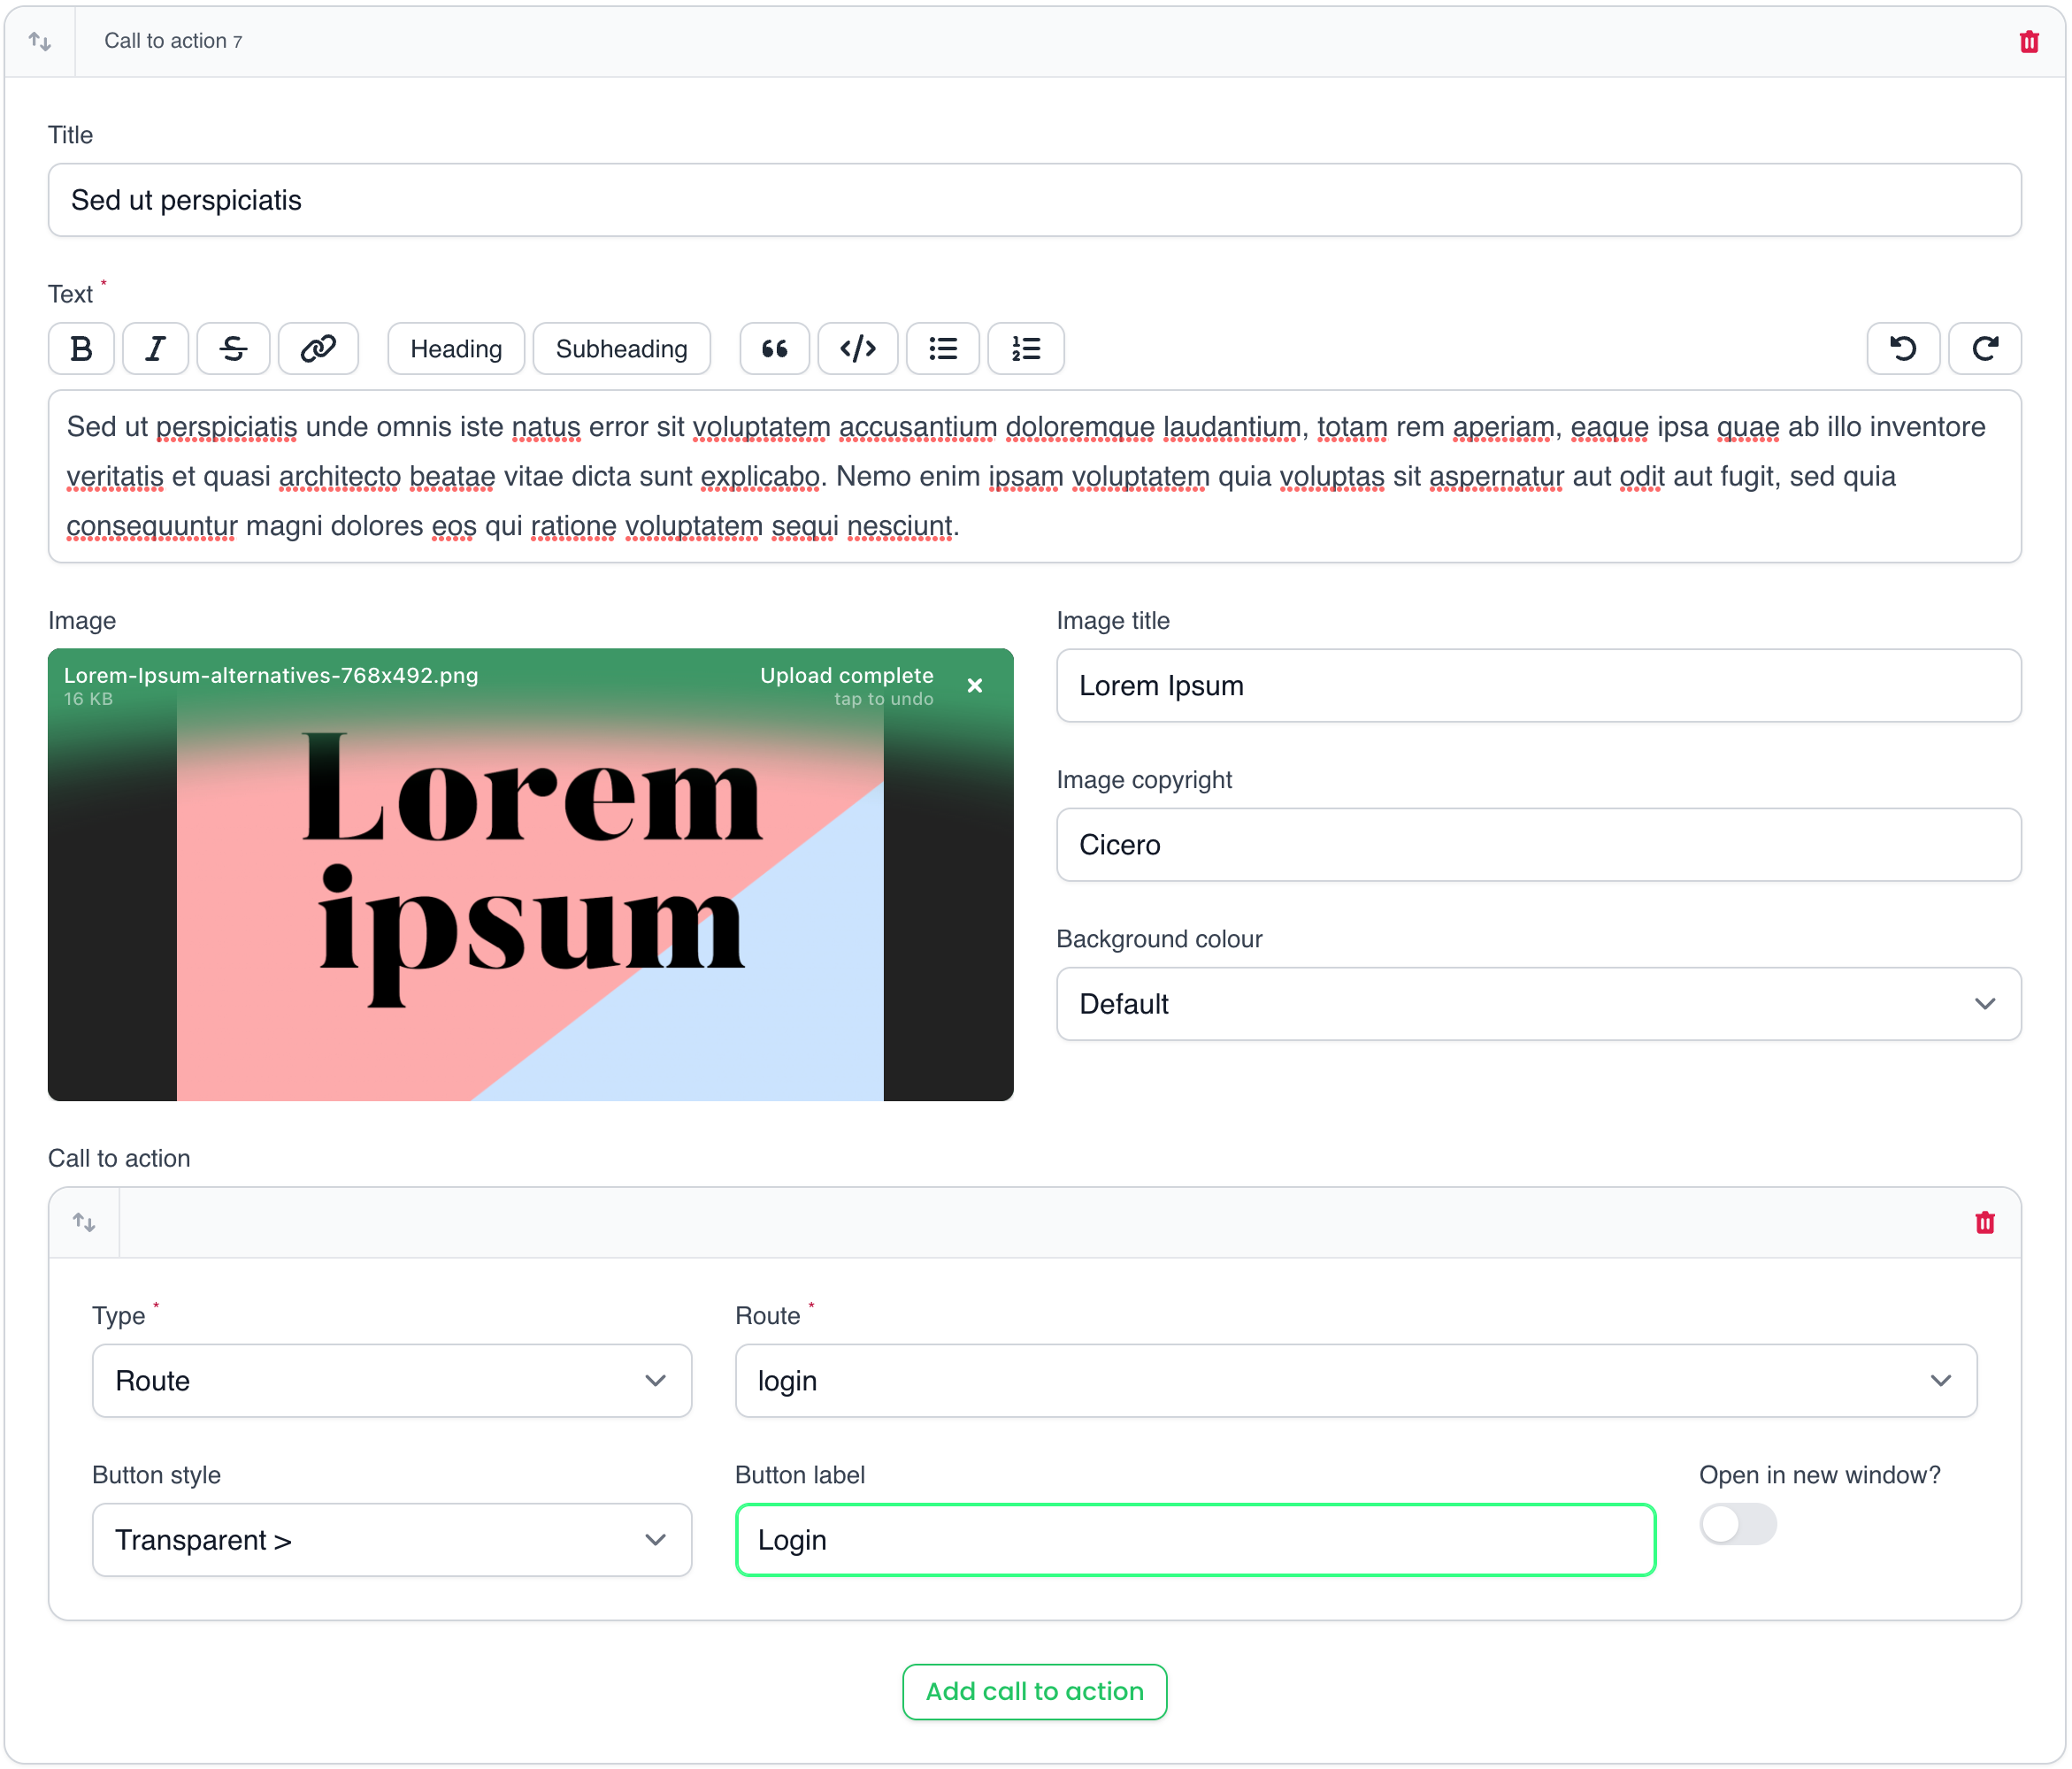 Call to action 7
Title
Sed ut perspiciatis
Text *
B I S Heading Subheading
Sed ut perspiciatis unde omnis iste natus error sit voluptatem accusantium doloremque laudantium, totam rem aperiam, eaque ipsa quae ab illo inventore
veritatis et quasi architecto beatae vitae dicta sunt explicabo. Nemo enim ipsam voluptatem quia voluptas sit aspernatur aut odit aut fugit, sed quia
consequuntur magni dolores eos qui ratione voluptatem sequi nesciunt.
Image
Lorem-Ipsum-alternatives-768x492.png
16 KB
Upload complete
tap to undo
Lorem
ipsum
Image title
Lorem Ipsum
Image copyright
Cicero
Background colour
Default
Call to action
Type *
Route
Route *
login
Button style
Transparent >
Button label
Login
Open in new window?
Add call to action